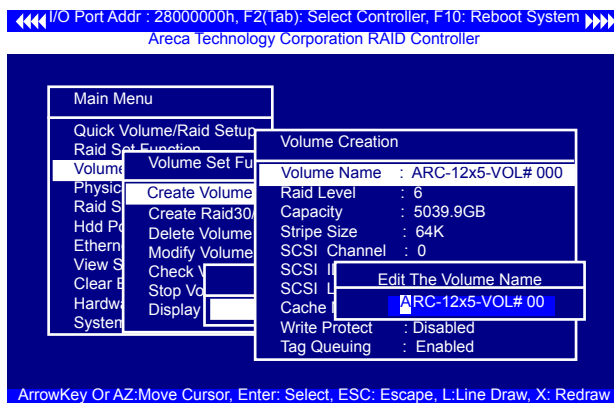 I/O Port Addr : 28000000h, F2(Tab): Select Controller, F10: Reboot System
Areca Technology Corporation RAID Controller
Main Menu
Quick Volume/Raid Setup
Raid Set Function
Volume
Physic
Raid S
Hdd Po
Ethern
View S
Clear E
Hardwa
System
Volume Set Fu
Create Volume
Create Raid30/
Delete Volume
Modify Volume
Check V
Stop Vo
Display
Volume Creation
Volume Name : ARC-12x5-VOL# 000
Raid Level : 6
Capacity : 5039.9GB
Stripe Size : 64K
SCSI Channel : 0
SCSI I
SCSI L
Cache
Write Protect : Disabled
Tag Queuing : Enabled
Edit The Volume Name
ARC-12x5-VOL# 00
ArrowKey Or AZ:Move Cursor, Enter: Select, ESC: Escape, L:Line Draw, X: Redraw